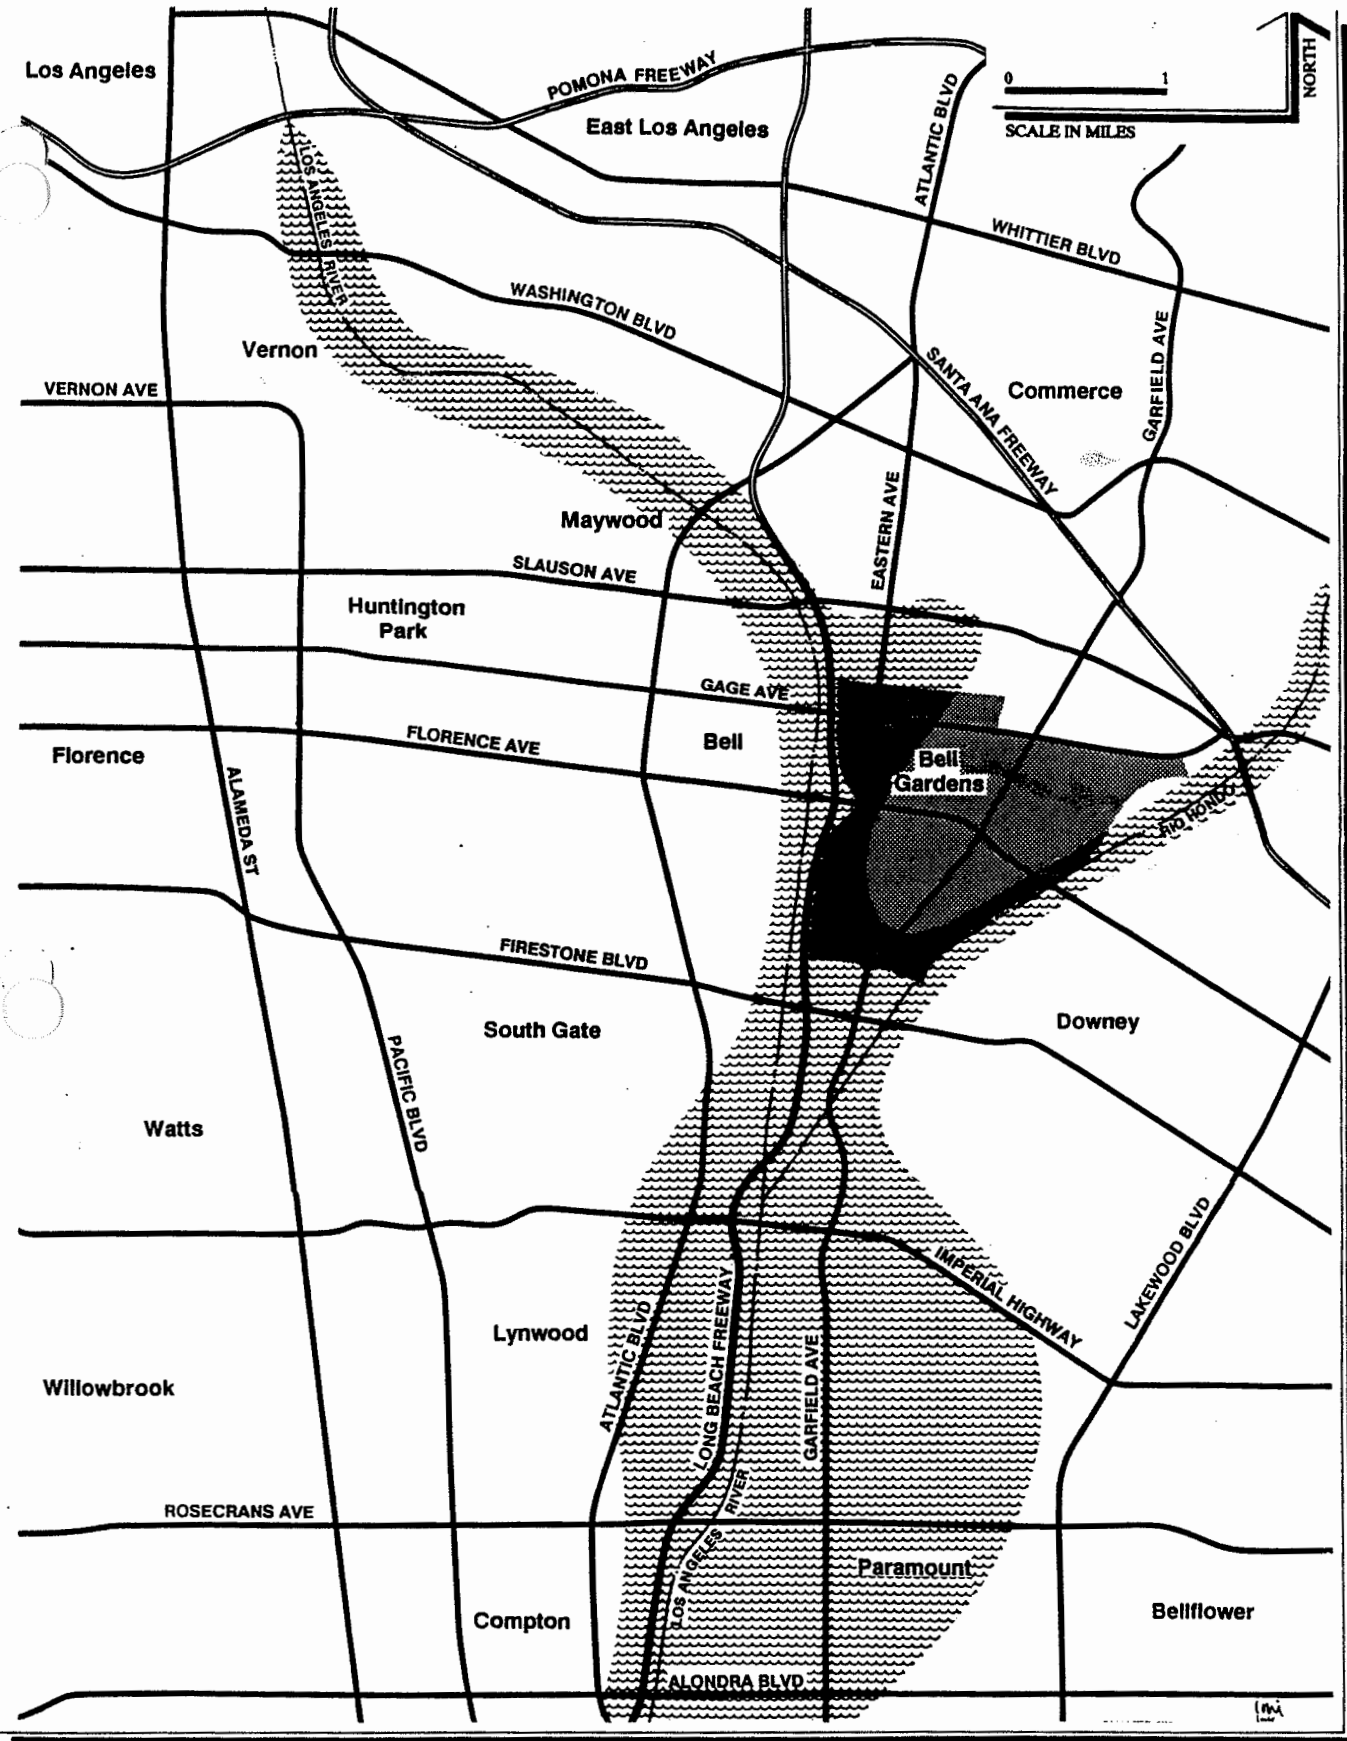 NORTH
0 1
SCALE IN MILES
Los Angeles
POMONA FREEWAY
East Los Angeles
ATLANTIC BLVD
LOS ANGELES RIVER
WHITTIER BLVD
WASHINGTON BLVD
Vernon
VERNON AVE
SANTA ANA FREEWAY
Commerce
GARFIELD AVE
Maywood
EASTERN AVE
SLAUSON AVE
Huntington
Park
GAGE AVE
Bell
FLORENCE AVE
Florence
Bell
Gardens
RIO HONDO
ALAMEDA ST
FIRESTONE BLVD
South Gate
Downey
PACIFIC BLVD
Watts
LAKEWOOD BLVD
IMPERIAL HIGHWAY
Lynwood
ATLANTIC BLVD
LONG BEACH FREEWAY
GARFIELD AVE
Willowbrook
LOS ANGELES RIVER
ROSECRANS AVE
Paramount
Compton
Bellflower
ALONDRA BLVD